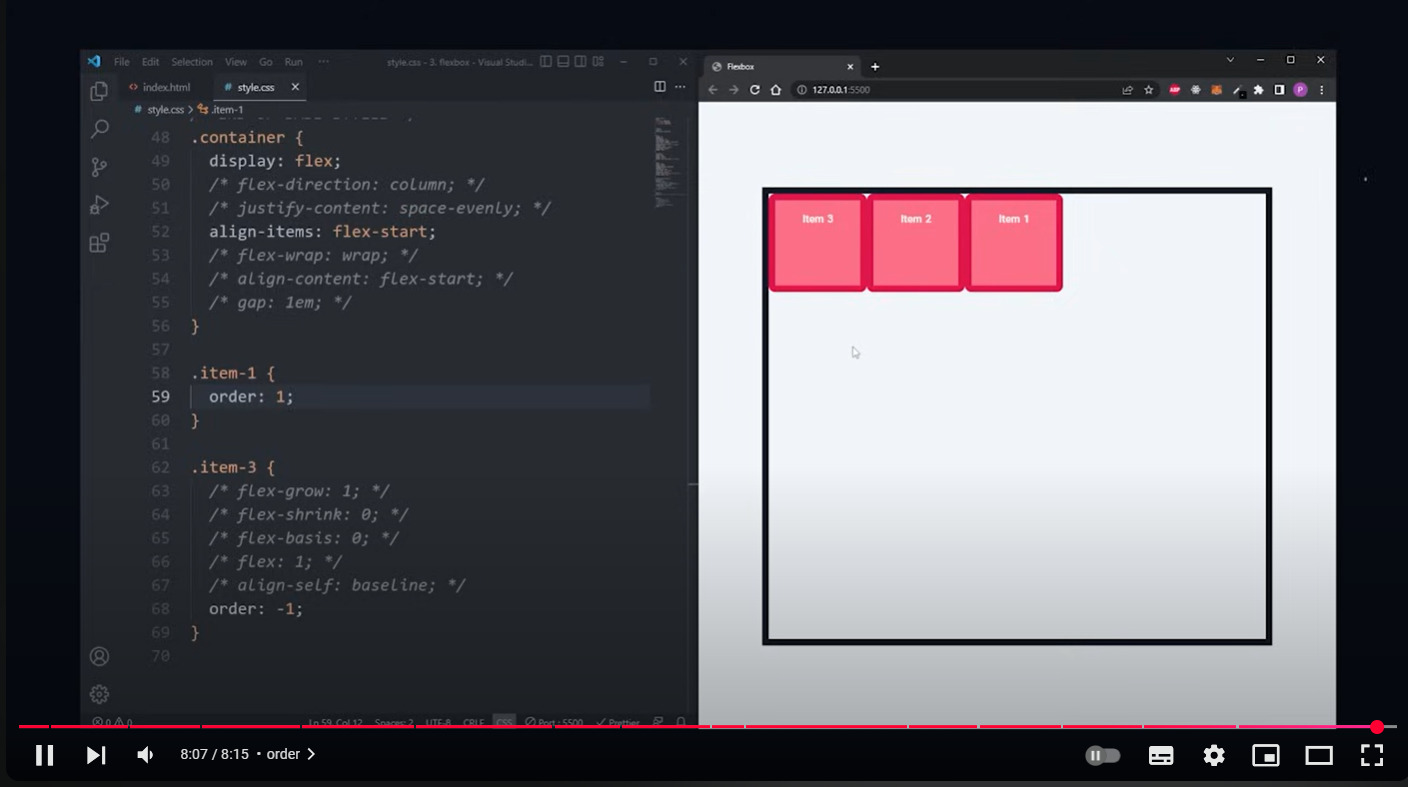 File Edit Selection View Go Run ··· style.css - 3. flexbox - Visual Studi...
<> index.html # style.css ×
# style.css > .item-1
48 .container {
49 display: flex;
50 /* flex-direction: column; */
51 /* justify-content: space-evenly; */
52 align-items: flex-start;
53 /* flex-wrap: wrap; */
54 /* align-content: flex-start; */
55 /* gap: 1em; */
56 }
57
58 .item-1 {
59 order: 1;
60 }
61
62 .item-3 {
63 /* flex-grow: 1; */
64 /* flex-shrink: 0; */
65 /* flex-basis: 0; */
66 /* flex: 1; */
67 /* align-self: baseline; */
68 order: -1;
69 }
70
0 0 Ln 59, Col 12 Spaces: 2 UTF-8 CRLF CSS Port : 5500 Prettier
Flexbox
127.0.0.1:5500
ABP P
Item 3 Item 2 Item 1
8:07 / 8:15 • order >